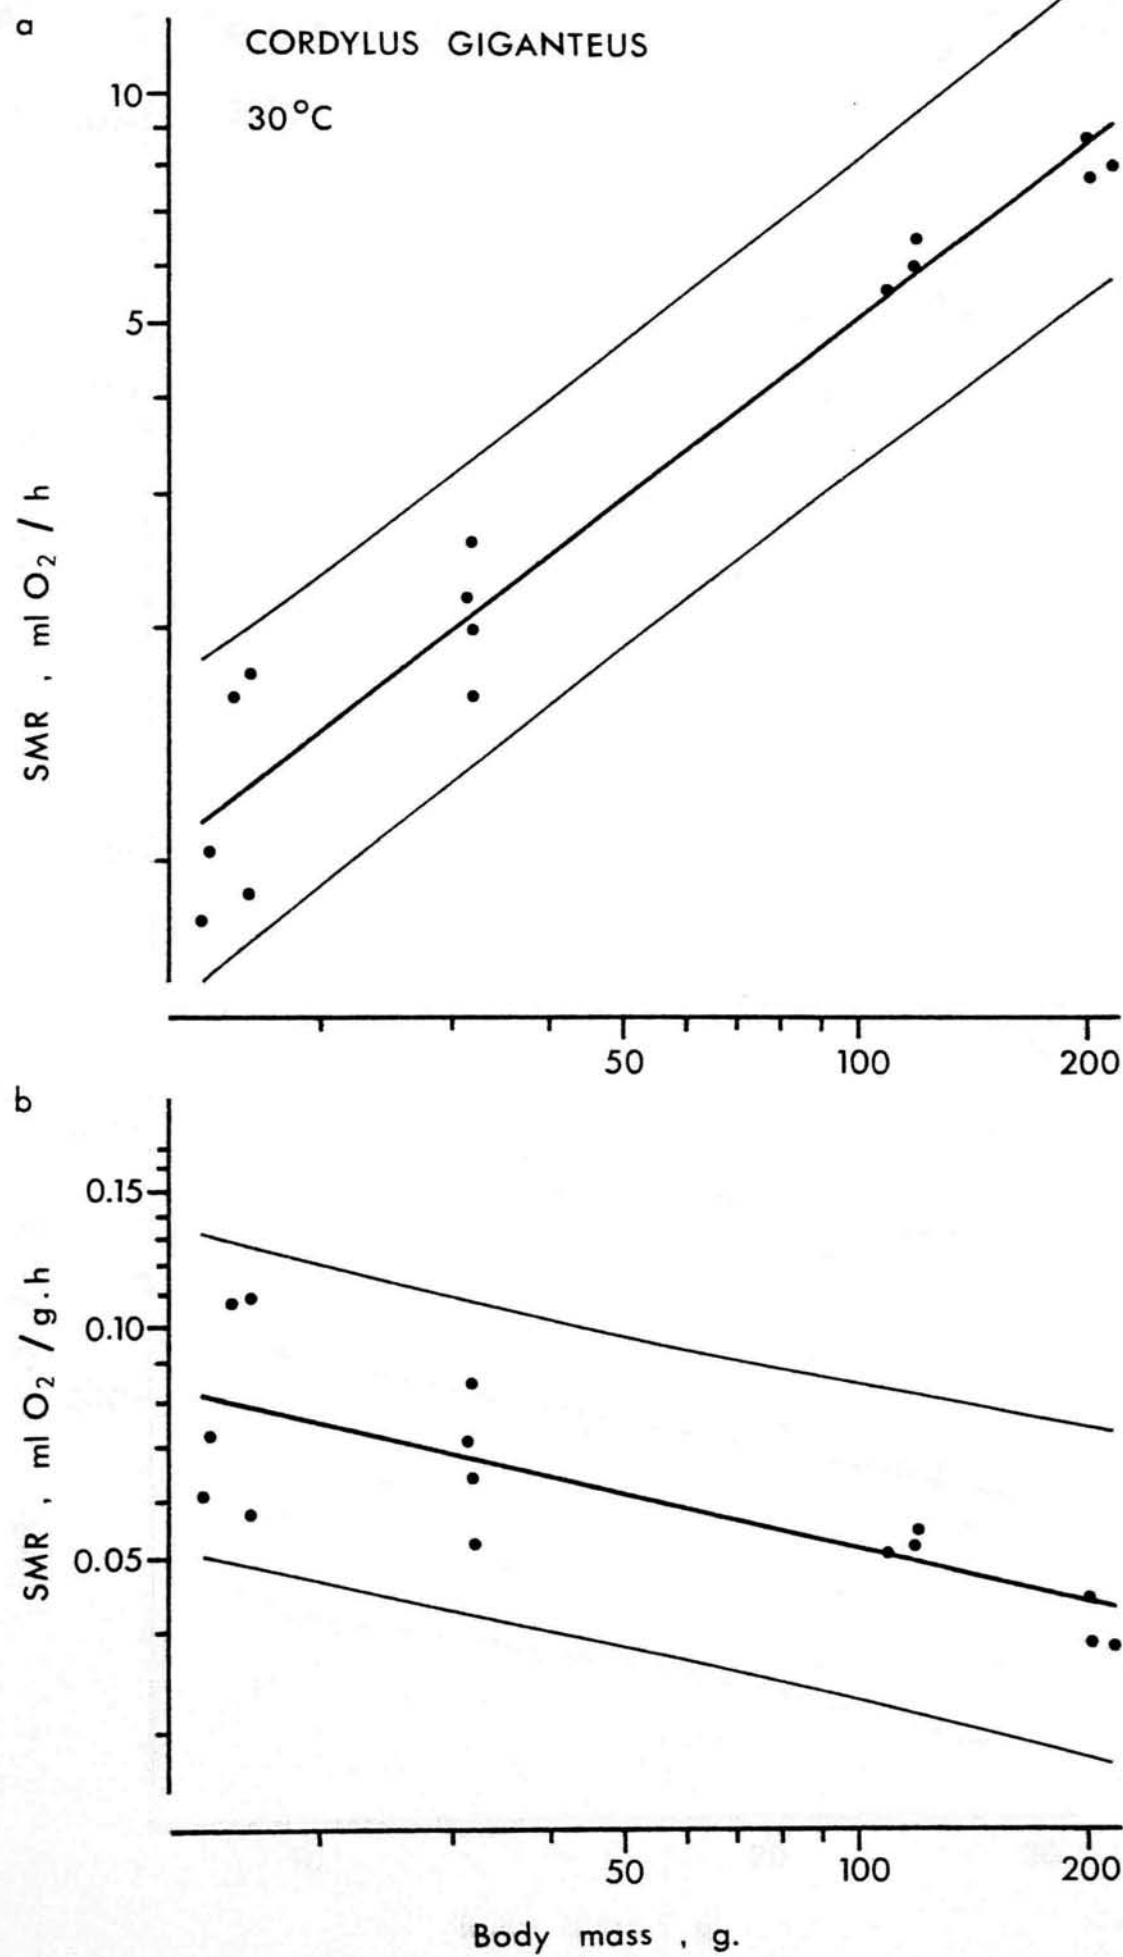 a
CORDYLUS GIGANTEUS
30°C
10
5
SMR , ml O₂ / h
50 100 200
b
0.15
0.10
0.05
SMR , ml O₂ / g.h
50 100 200
Body mass , g.